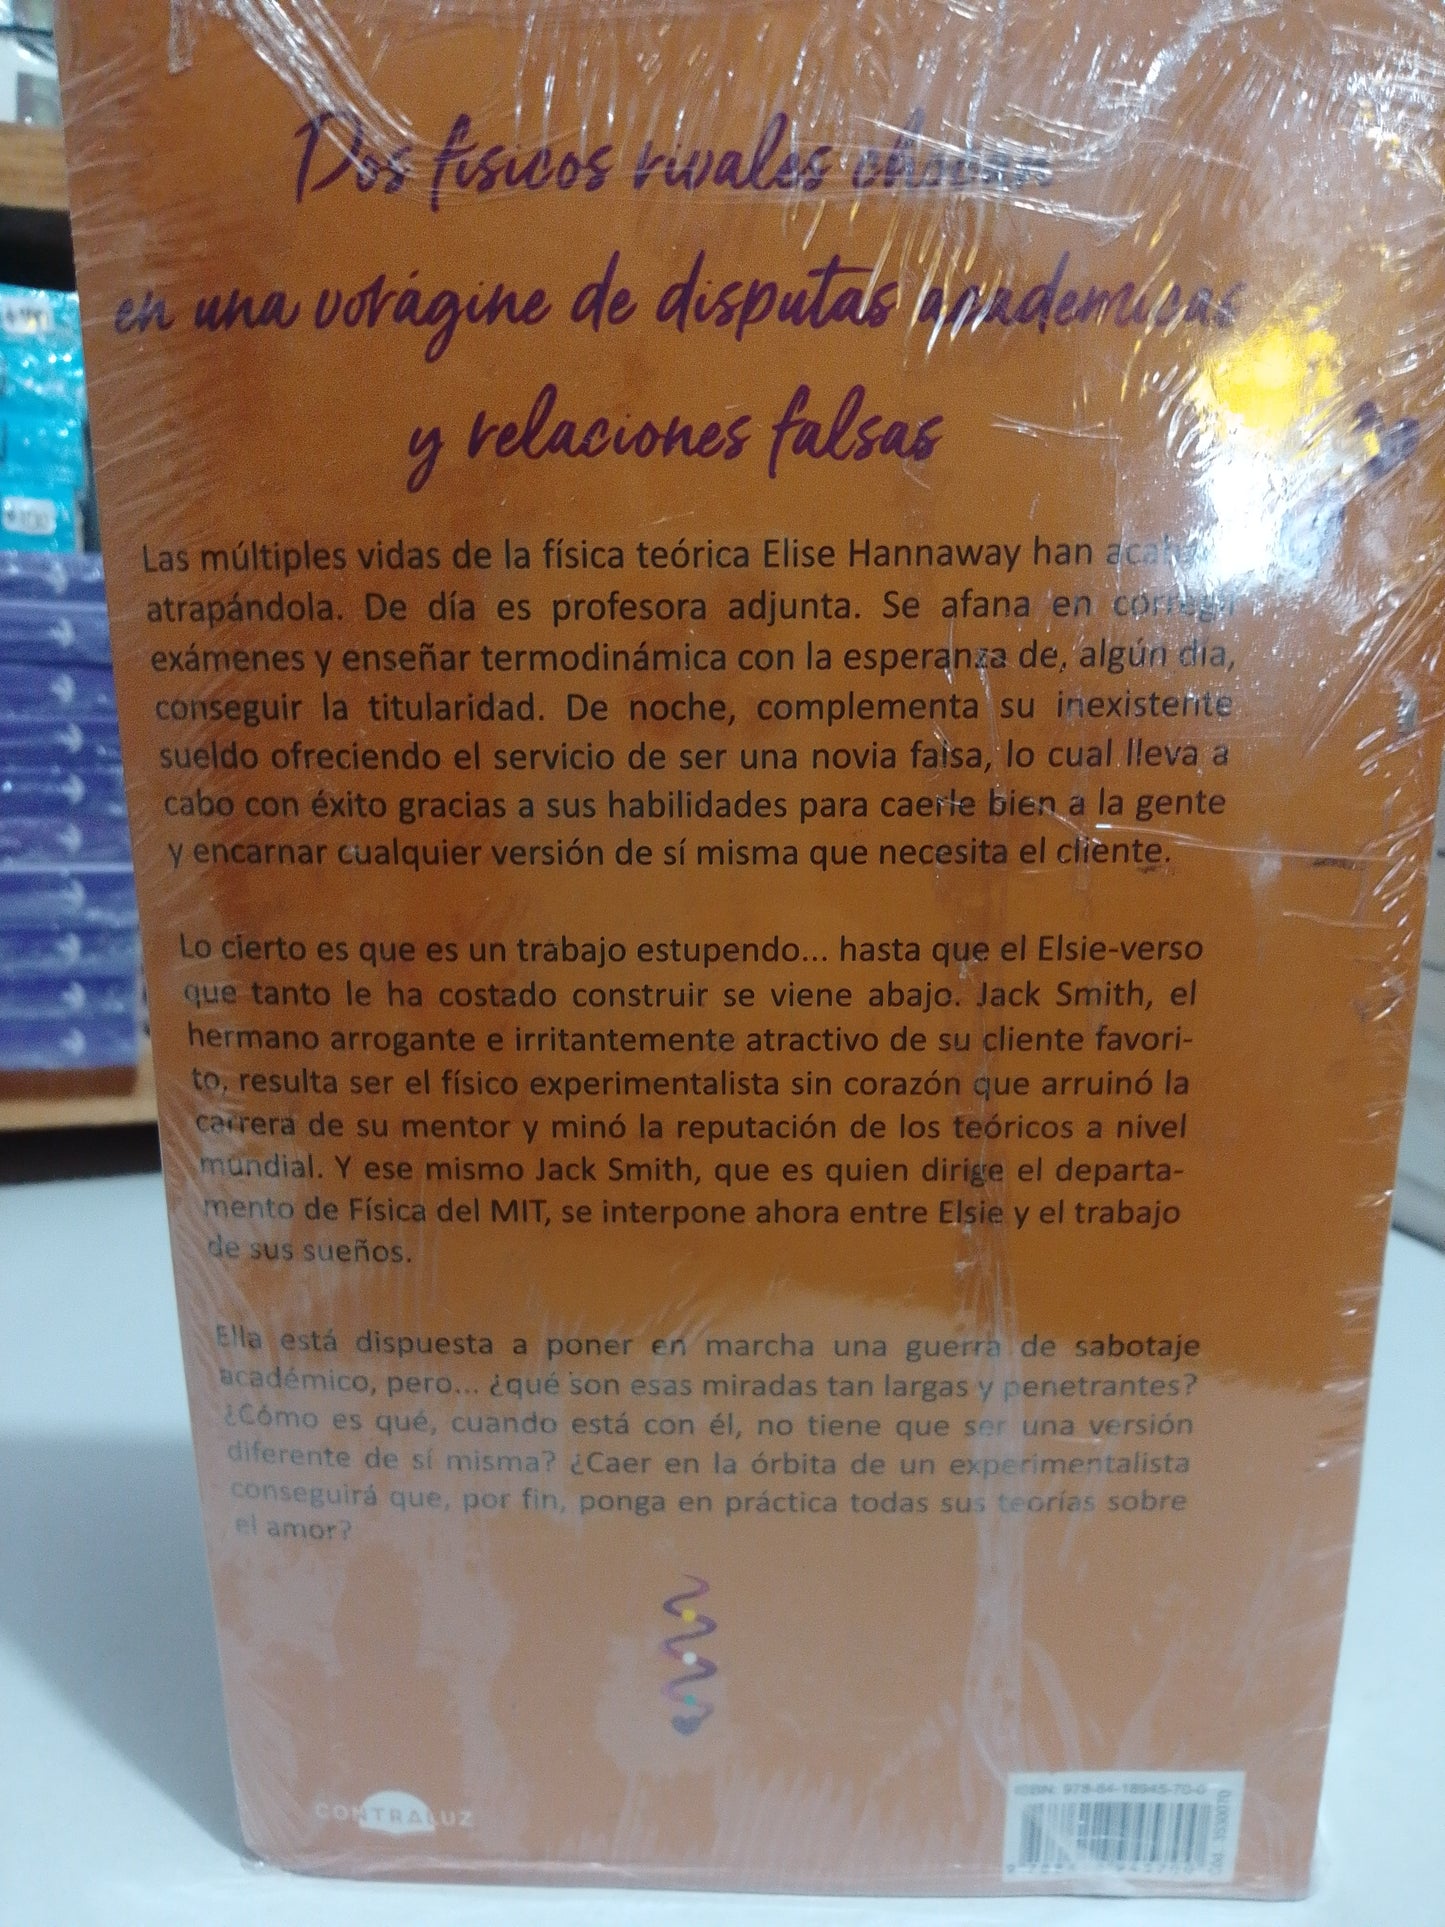 Dos físicos rivales chocan
en una vorágine de disputas académicas
y relaciones falsas
Las múltiples vidas de la física teórica Elise Hannaway han
atrapándola. De día es profesora adjunta. Se afana en corregir
exámenes y enseñar termodinámica con la esperanza de, algún día,
conseguir la titularidad. De noche, complementa su inexistente
sueldo ofreciendo el servicio de ser una novia falsa, lo cual lleva a
cabo con éxito gracias a sus habilidades para caerle bien a la gente
y encarnar cualquier versión de sí misma que necesita el cliente.
Lo cierto es que es un trabajo estupendo... hasta que el Elsie-verso
que tanto le ha costado construir se viene abajo. Jack Smith, el
hermano arrogante e irritantemente atractivo de su cliente favori-
to, resulta ser el físico experimentalista sin corazón que arruinó la
carrera de su mentor y minó la reputación de los teóricos a nivel
mundial. Y ese mismo Jack Smith, que es quien dirige el departa-
mento de Física del MIT, se interpone ahora entre Elsie y el trabajo
de sus sueños.
Ella está dispuesta a poner en marcha una guerra de sabotaje
académico, pero... ¿qué son esas miradas tan largas y penetrantes?
¿Cómo es qué, cuando está con él, no tiene que ser una versión
diferente de sí misma? ¿Caer en la órbita de un experimentalista
conseguirá que, por fin, ponga en práctica todas sus teorías sobre
el amor?
CONTRALUZ
ISBN: 978-84-18945-70-0